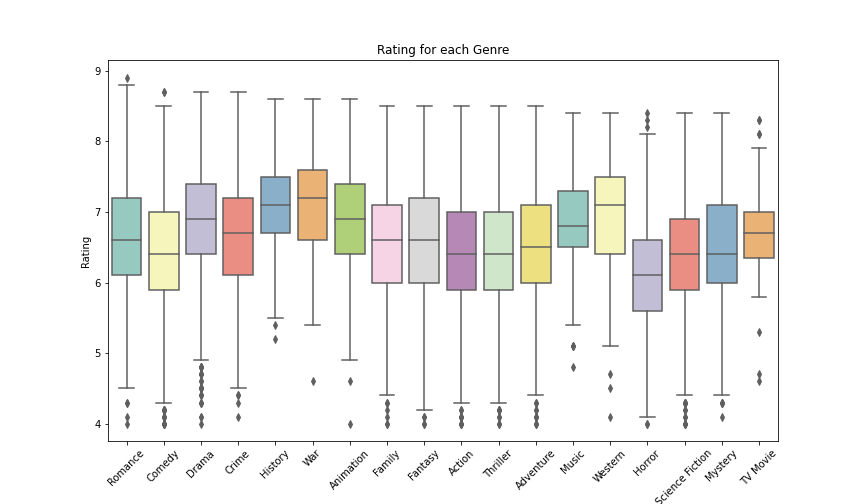 Rating for each Genre
9
8
7
6
5
4
Rating
Romance
Comedy
Drama
Crime
History
War
Animation
Family
Fantasy
Action
Thriller
Adventure
Music
Western
Horror
Science Fiction
Mystery
TV Movie